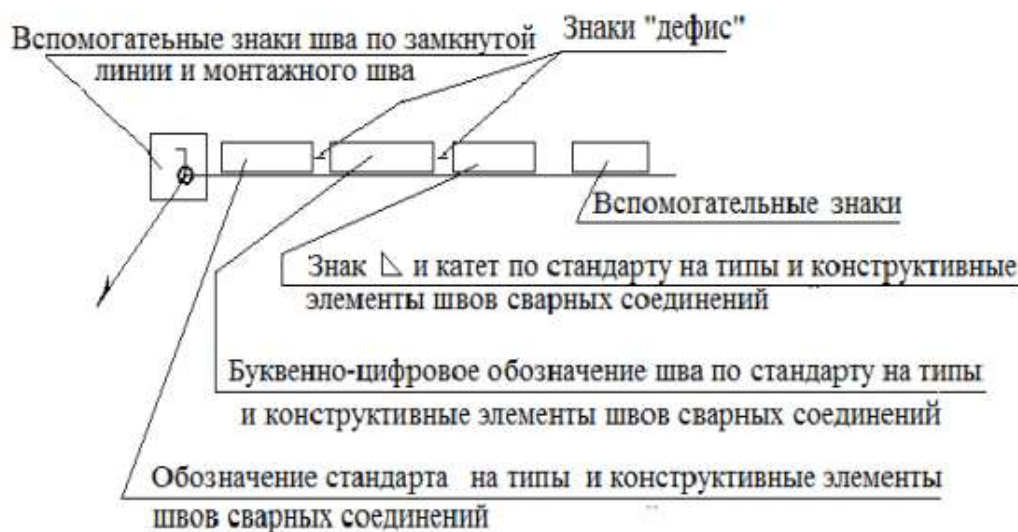 Вспомогатеьные знаки шва по замкнутой
линии и монтажного шва
Знаки "дефис"
Вспомогательные знаки
Знак ◺ и катет по стандарту на типы и конструктивные
элементы швов сварных соединений
Буквенно-цифровое обозначение шва по стандарту на типы
и конструктивные элементы швов сварных соединений
Обозначение стандарта на типы и конструктивные элементы
швов сварных соединений